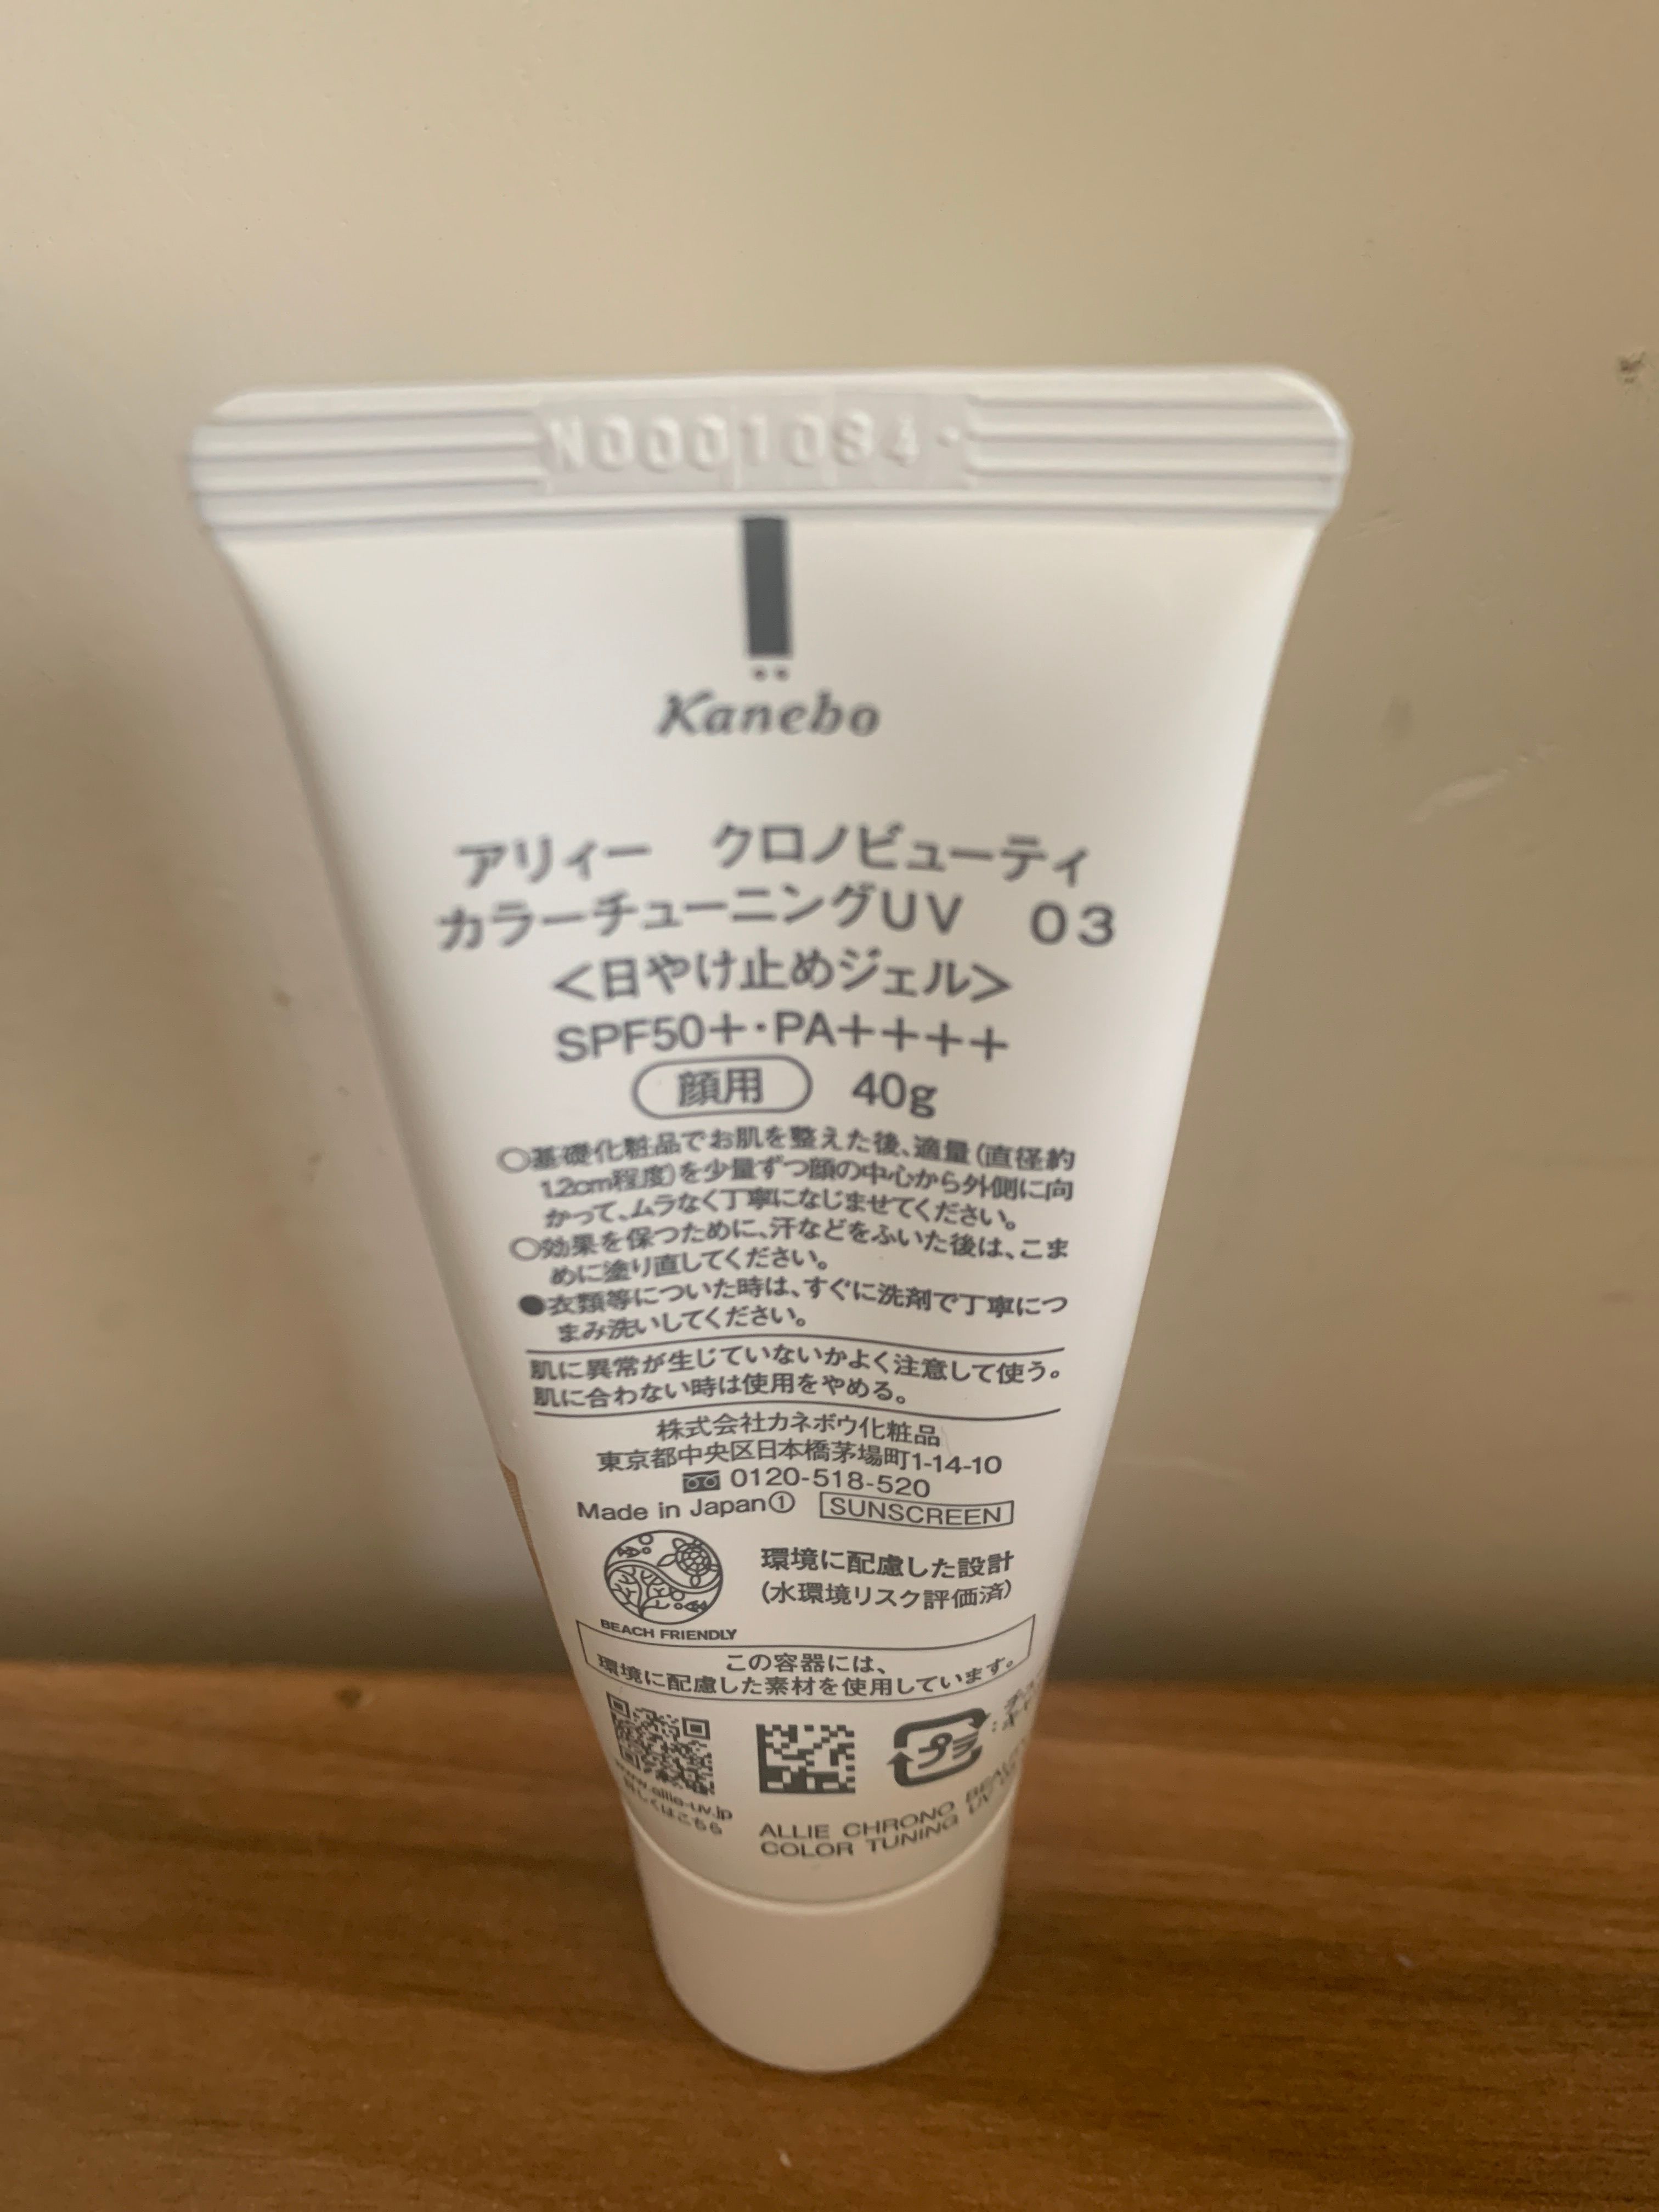 N0001084
Kanebo
アリィー　クロノビューティ
カラーチューニングUV　03
＜日やけ止めジェル＞
SPF50+・PA++++
顔用 40g
○基礎化粧品でお肌を整えた後、適量(直径約
1.2cm程度)を少量ずつ顔の中心から外側に向
かって、ムラなく丁寧になじませてください。
○効果を保つために、汗などをふいた後は、こま
めに塗り直してください。
●衣類等についた時は、すぐに洗剤で丁寧につ
まみ洗いしてください。
肌に異常が生じていないかよく注意して使う。
肌に合わない時は使用をやめる。
株式会社カネボウ化粧品
東京都中央区日本橋茅場町1-14-10
0120-518-520
Made in Japan① SUNSCREEN
環境に配慮した設計
(水環境リスク評価済)
BEACH FRIENDLY
この容器には、
環境に配慮した素材を使用しています。
プラ
www.allie-uv.jp
詳しくはこちら
ALLIE CHRONO
COLOR TUNING UV